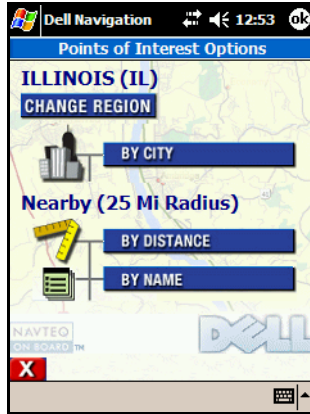 Dell Navigation 12:53 ok
Points of Interest Options
ILLINOIS (IL)
CHANGE REGION
BY CITY
Nearby (25 Mi Radius)
BY DISTANCE
BY NAME
NAVTEQ
ON BOARD TM
DELL
X